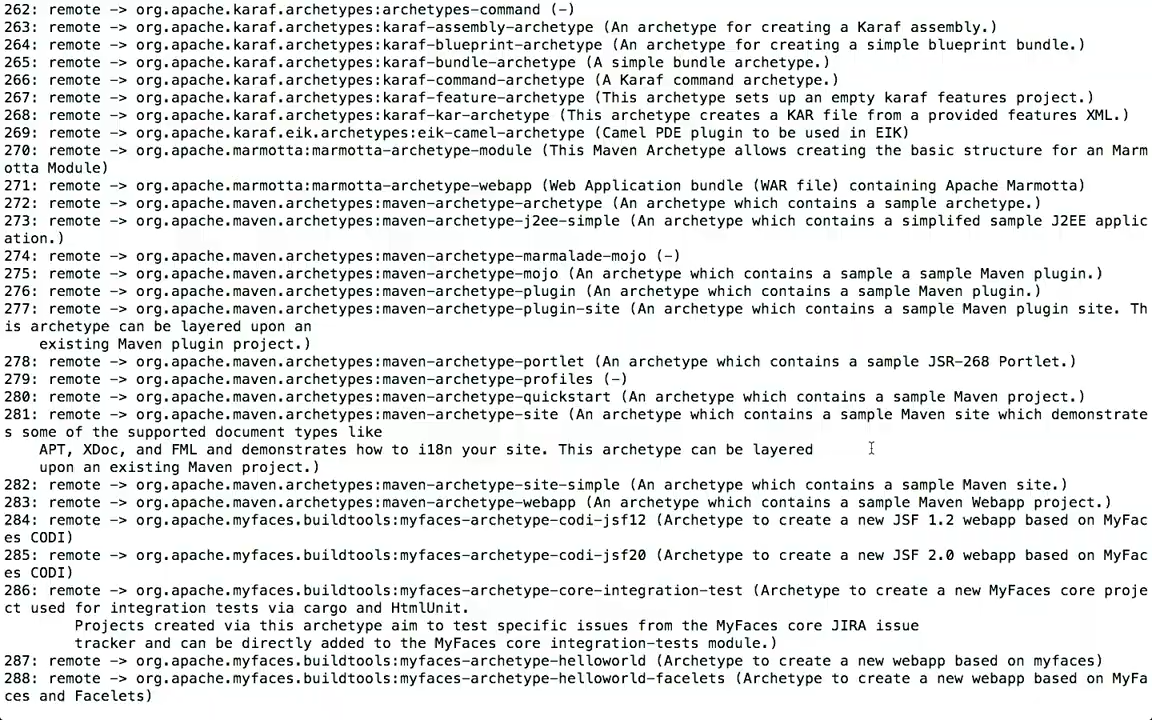 262: remote -> org.apache.karaf.archetypes:archetypes-command (-)
263: remote -> org.apache.karaf.archetypes:karaf-assembly-archetype (An archetype for creating a Karaf assembly.)
264: remote -> org.apache.karaf.archetypes:karaf-blueprint-archetype (An archetype for creating a simple blueprint bundle.)
265: remote -> org.apache.karaf.archetypes:karaf-bundle-archetype (A simple bundle archetype.)
266: remote -> org.apache.karaf.archetypes:karaf-command-archetype (A Karaf command archetype.)
267: remote -> org.apache.karaf.archetypes:karaf-feature-archetype (This archetype sets up an empty karaf features project.)
268: remote -> org.apache.karaf.archetypes:karaf-kar-archetype (This archetype creates a KAR file from a provided features XML.)
269: remote -> org.apache.karaf.eik.archetypes:eik-camel-archetype (Camel PDE plugin to be used in EIK)
270: remote -> org.apache.marmotta:marmotta-archetype-module (This Maven Archetype allows creating the basic structure for an Marm
otta Module)
271: remote -> org.apache.marmotta:marmotta-archetype-webapp (Web Application bundle (WAR file) containing Apache Marmotta)
272: remote -> org.apache.maven.archetypes:maven-archetype-archetype (An archetype which contains a sample archetype.)
273: remote -> org.apache.maven.archetypes:maven-archetype-j2ee-simple (An archetype which contains a simplifed sample J2EE applic
ation.)
274: remote -> org.apache.maven.archetypes:maven-archetype-marmalade-mojo (-)
275: remote -> org.apache.maven.archetypes:maven-archetype-mojo (An archetype which contains a sample a sample Maven plugin.)
276: remote -> org.apache.maven.archetypes:maven-archetype-plugin (An archetype which contains a sample Maven plugin.)
277: remote -> org.apache.maven.archetypes:maven-archetype-plugin-site (An archetype which contains a sample Maven plugin site. Th
is archetype can be layered upon an
    existing Maven plugin project.)
278: remote -> org.apache.maven.archetypes:maven-archetype-portlet (An archetype which contains a sample JSR-268 Portlet.)
279: remote -> org.apache.maven.archetypes:maven-archetype-profiles (-)
280: remote -> org.apache.maven.archetypes:maven-archetype-quickstart (An archetype which contains a sample Maven project.)
281: remote -> org.apache.maven.archetypes:maven-archetype-site (An archetype which contains a sample Maven site which demonstrate
s some of the supported document types like
    APT, XDoc, and FML and demonstrates how to i18n your site. This archetype can be layered
    upon an existing Maven project.)
282: remote -> org.apache.maven.archetypes:maven-archetype-site-simple (An archetype which contains a sample Maven site.)
283: remote -> org.apache.maven.archetypes:maven-archetype-webapp (An archetype which contains a sample Maven Webapp project.)
284: remote -> org.apache.myfaces.buildtools:myfaces-archetype-codi-jsf12 (Archetype to create a new JSF 1.2 webapp based on MyFac
es CODI)
285: remote -> org.apache.myfaces.buildtools:myfaces-archetype-codi-jsf20 (Archetype to create a new JSF 2.0 webapp based on MyFac
es CODI)
286: remote -> org.apache.myfaces.buildtools:myfaces-archetype-core-integration-test (Archetype to create a new MyFaces core proje
ct used for integration tests via cargo and HtmlUnit.
        Projects created via this archetype aim to test specific issues from the MyFaces core JIRA issue
        tracker and can be directly added to the MyFaces core integration-tests module.)
287: remote -> org.apache.myfaces.buildtools:myfaces-archetype-helloworld (Archetype to create a new webapp based on myfaces)
288: remote -> org.apache.myfaces.buildtools:myfaces-archetype-helloworld-facelets (Archetype to create a new webapp based on MyFa
ces and Facelets)